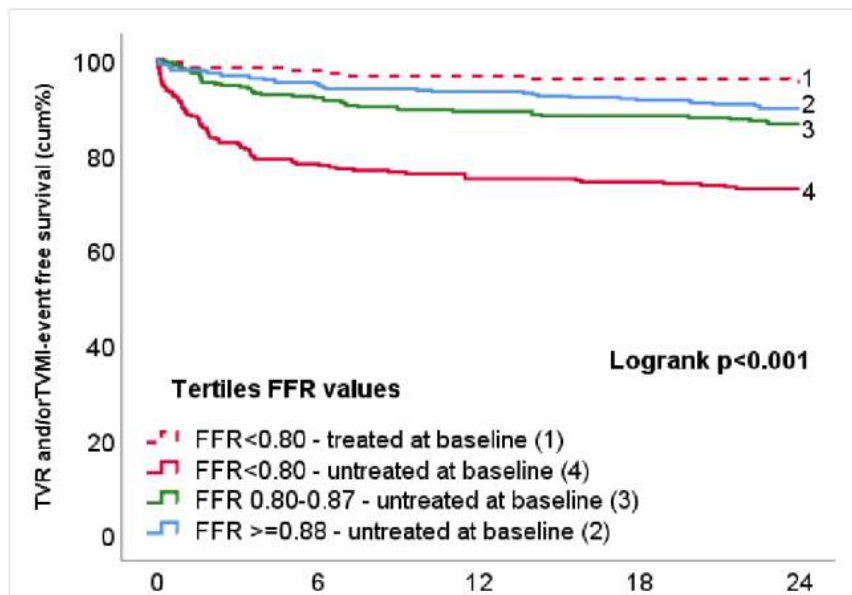 TVR and/orTVMI-event free survival (cum%)
100
80
60
40
20
0
1
2
3
4
Logrank p<0.001
Tertiles FFR values
FFR<0.80 - treated at baseline (1)
FFR<0.80 - untreated at baseline (4)
FFR 0.80-0.87 - untreated at baseline (3)
FFR >=0.88 - untreated at baseline (2)
0 6 12 18 24